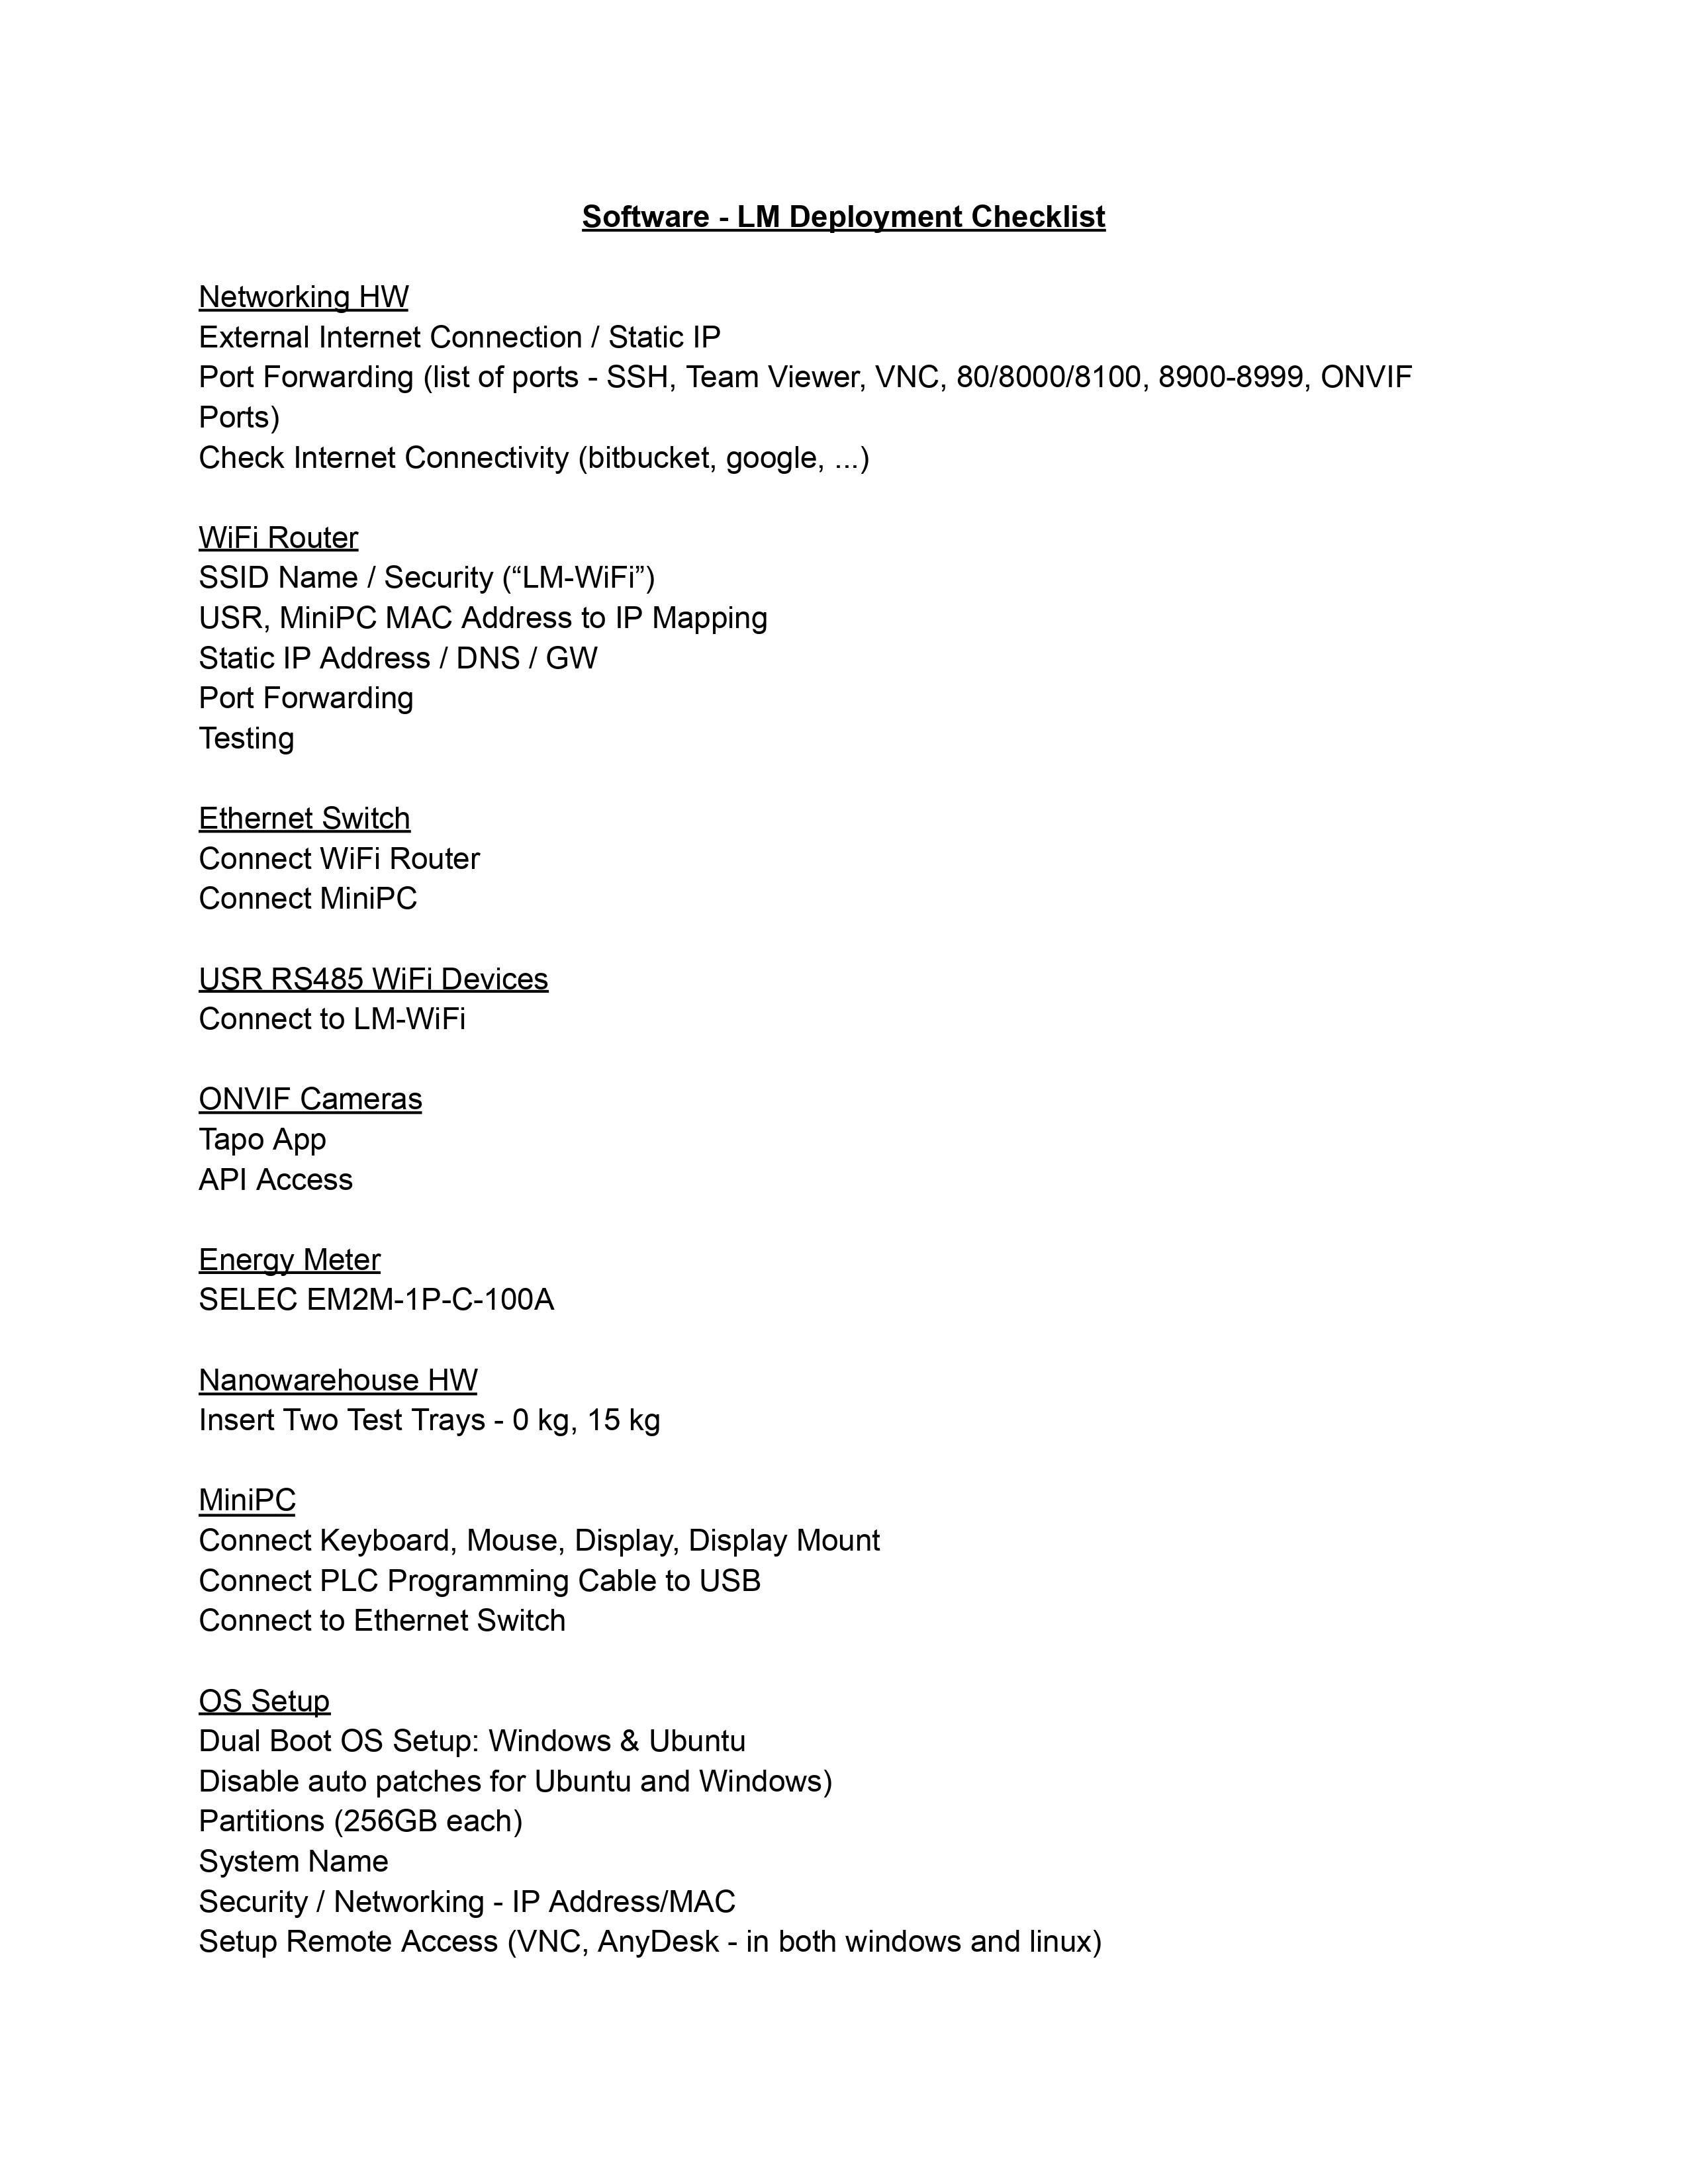 Software - LM Deployment Checklist
Networking HW
External Internet Connection / Static IP
Port Forwarding (list of ports - SSH, Team Viewer, VNC, 80/8000/8100, 8900-8999, ONVIF
Ports)
Check Internet Connectivity (bitbucket, google, ...)
WiFi Router
SSID Name / Security (“LM-WiFi”)
USR, MiniPC MAC Address to IP Mapping
Static IP Address / DNS / GW
Port Forwarding
Testing
Ethernet Switch
Connect WiFi Router
Connect MiniPC
USR RS485 WiFi Devices
Connect to LM-WiFi
ONVIF Cameras
Tapo App
API Access
Energy Meter
SELEC EM2M-1P-C-100A
Nanowarehouse HW
Insert Two Test Trays - 0 kg, 15 kg
MiniPC
Connect Keyboard, Mouse, Display, Display Mount
Connect PLC Programming Cable to USB
Connect to Ethernet Switch
OS Setup
Dual Boot OS Setup: Windows & Ubuntu
Disable auto patches for Ubuntu and Windows)
Partitions (256GB each)
System Name
Security / Networking - IP Address/MAC
Setup Remote Access (VNC, AnyDesk - in both windows and linux)